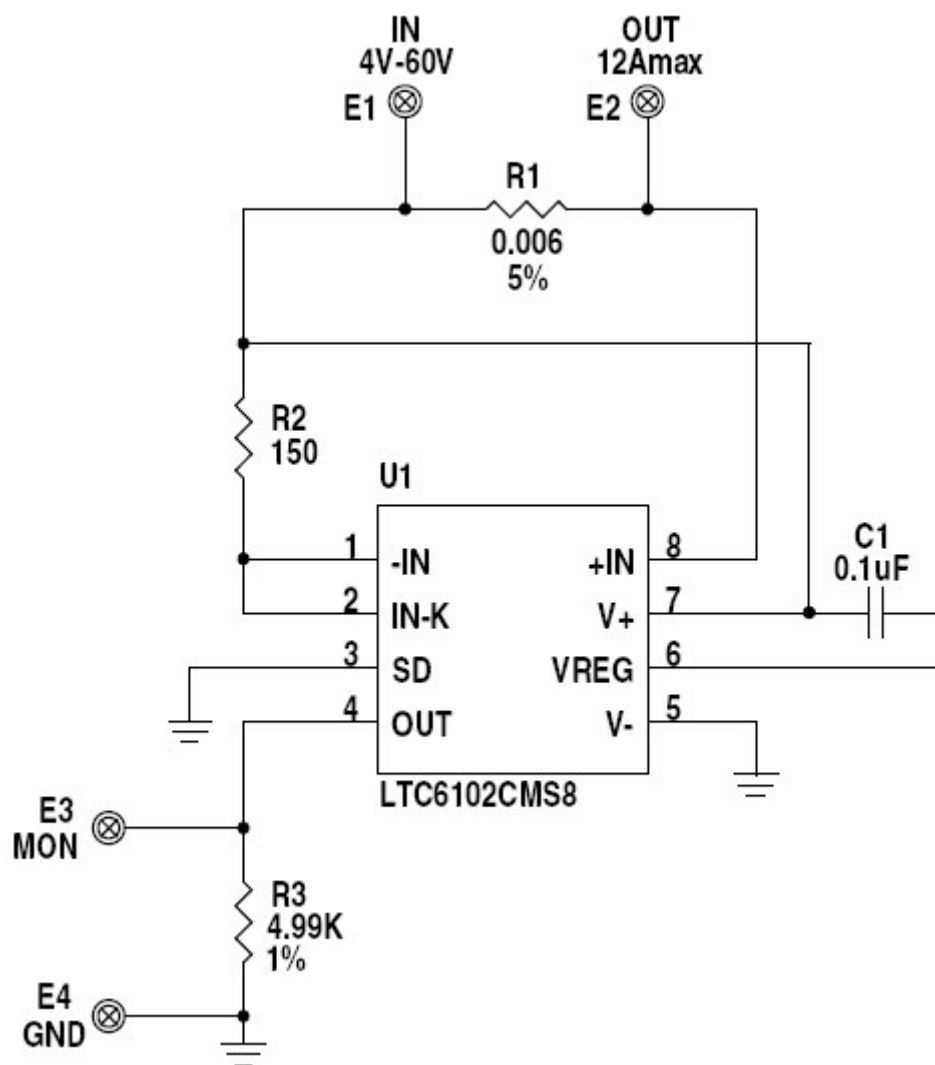 IN
4V-60V
E1
OUT
12Amax
E2
R1
0.006
5%
R2
150
U1
1
-IN
+IN
8
2
IN-K
V+
7
3
SD
VREG
6
4
OUT
V-
5
LTC6102CMS8
C1
0.1uF
E3
MON
R3
4.99K
1%
E4
GND